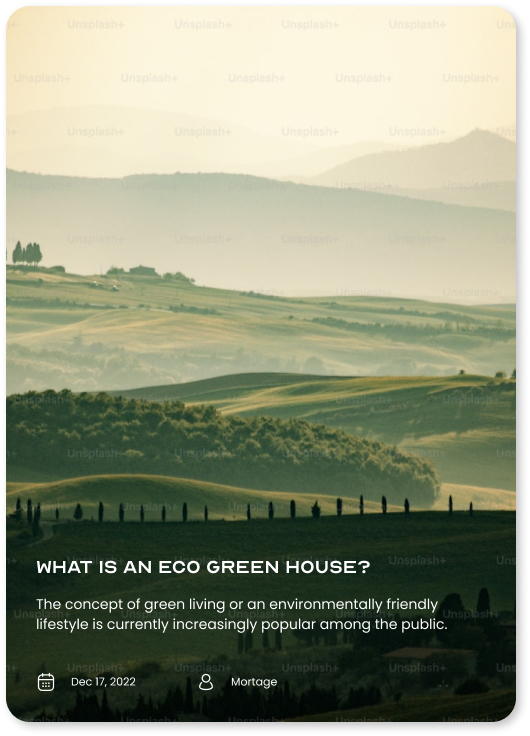 WHAT IS AN ECO GREEN HOUSE?
The concept of green living or an environmentally friendly
lifestyle is currently increasingly popular among the public.
Dec 17, 2022
Mortage
Unsplash+